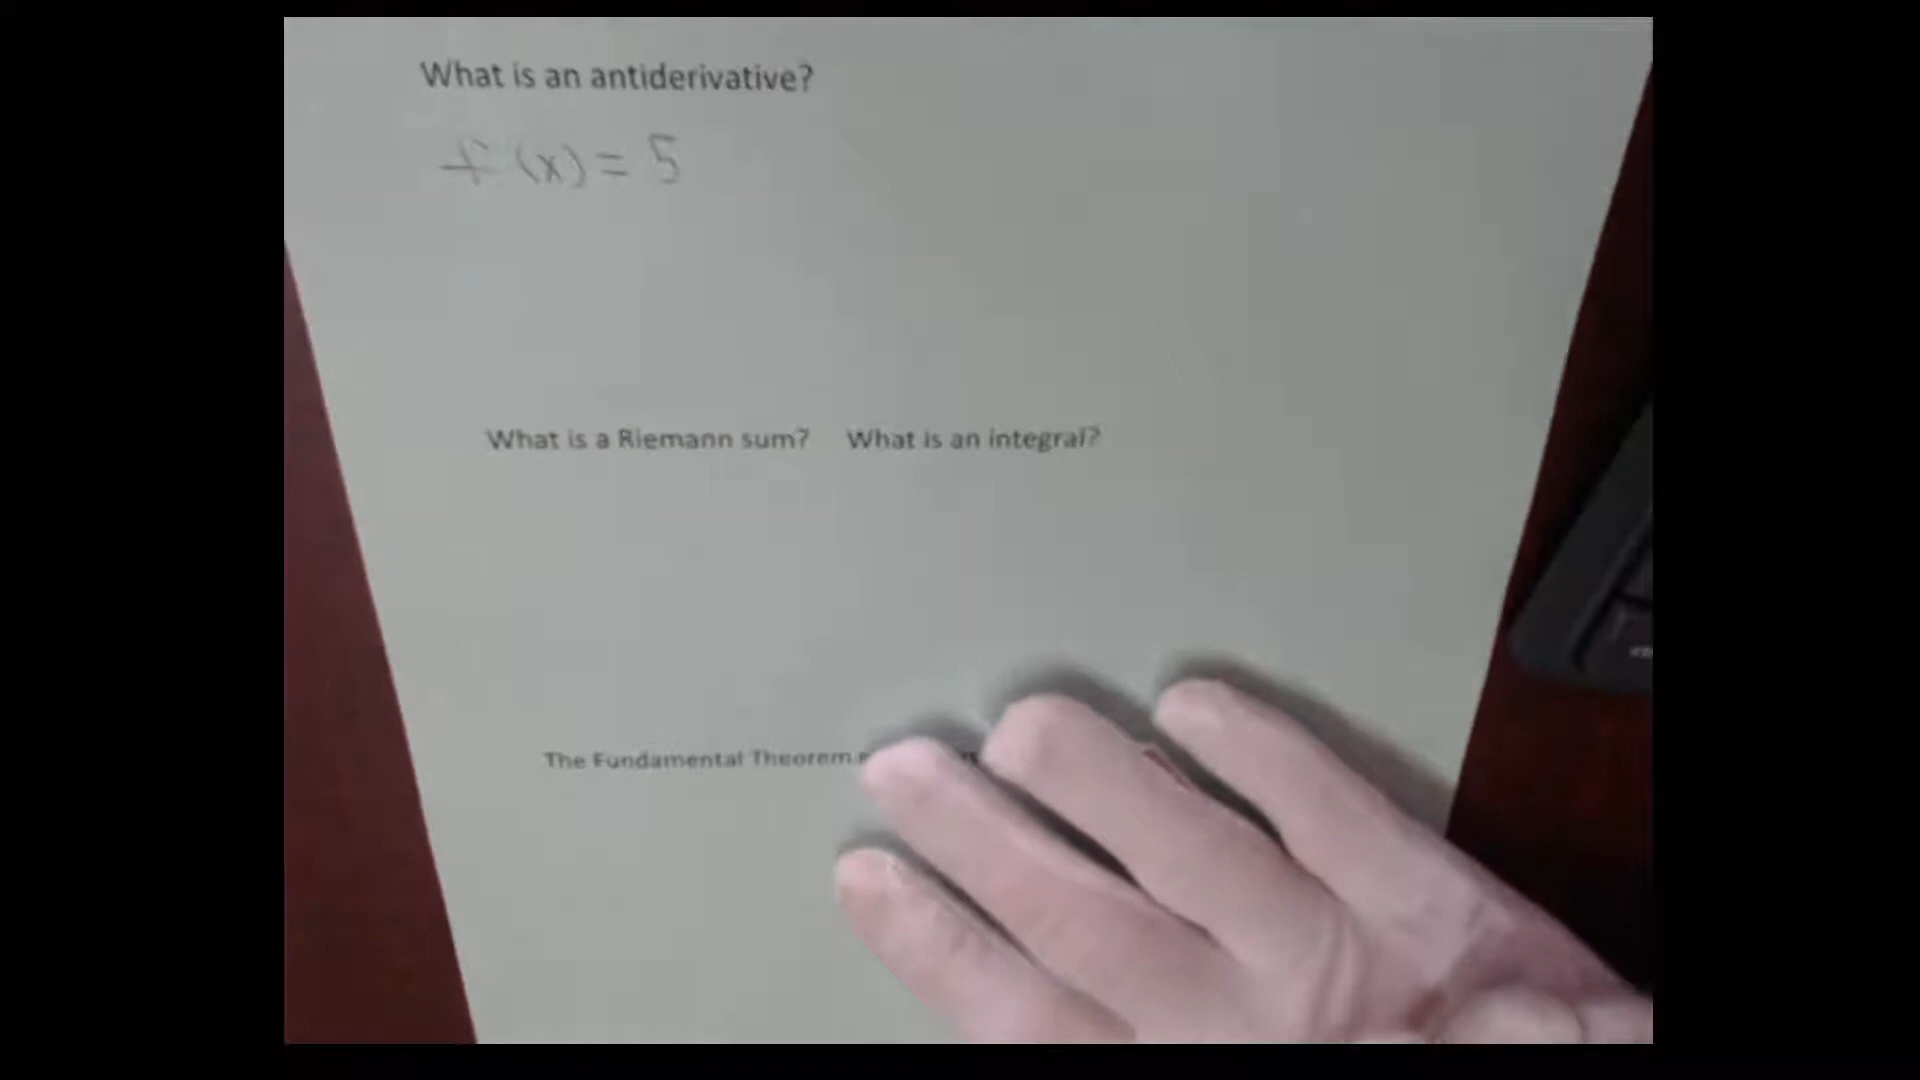 What is an antiderivative?
f (x) = 5
What is a Riemann sum? What is an integral?
The Fundamental Theorem